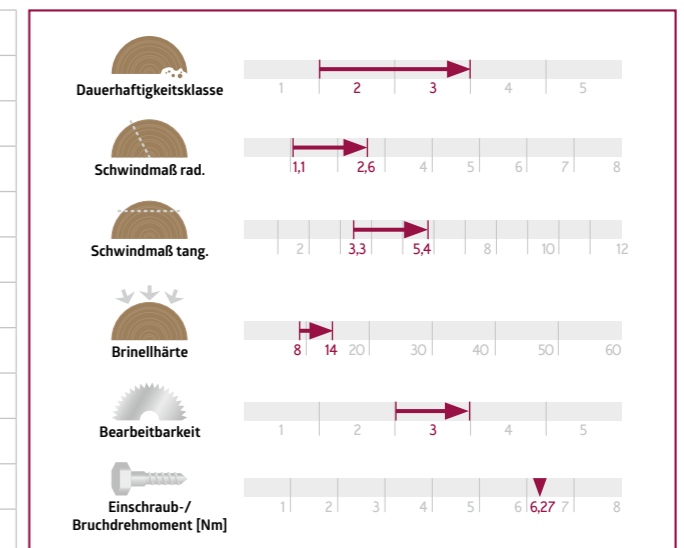 Dauerhaftigkeitsklasse
1 2 3 4 5
Schwindmaß rad.
1,1 2,6 4 5 6 7 8
Schwindmaß tang.
2 3,3 5,4 8 10 12
Brinellhärte
8 14 20 30 40 50 60
Bearbeitbarkeit
1 2 3 4 5
Einschraub-/
Bruchdrehmoment [Nm]
1 2 3 4 5 6 6,27 7 8